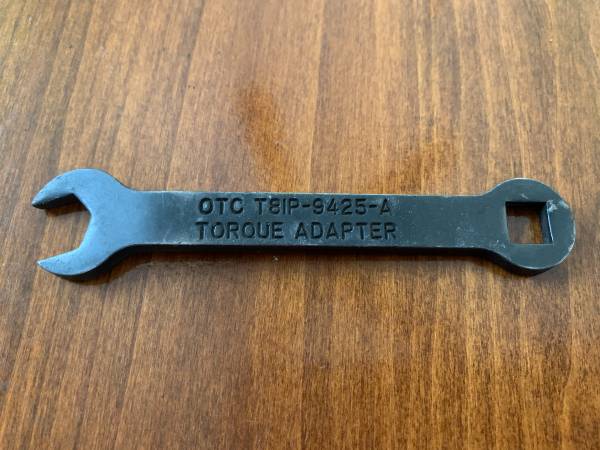 OTC T81P-9425-A
TORQUE ADAPTER